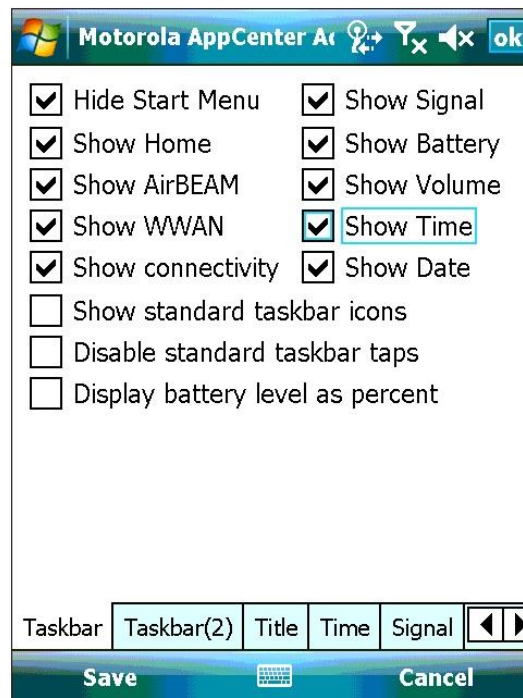 Motorola AppCenter Ac ok
Hide Start Menu Show Signal
Show Home Show Battery
Show AirBEAM Show Volume
Show WWAN Show Time
Show connectivity Show Date
Show standard taskbar icons
Disable standard taskbar taps
Display battery level as percent
Taskbar Taskbar(2) Title Time Signal
Save Cancel